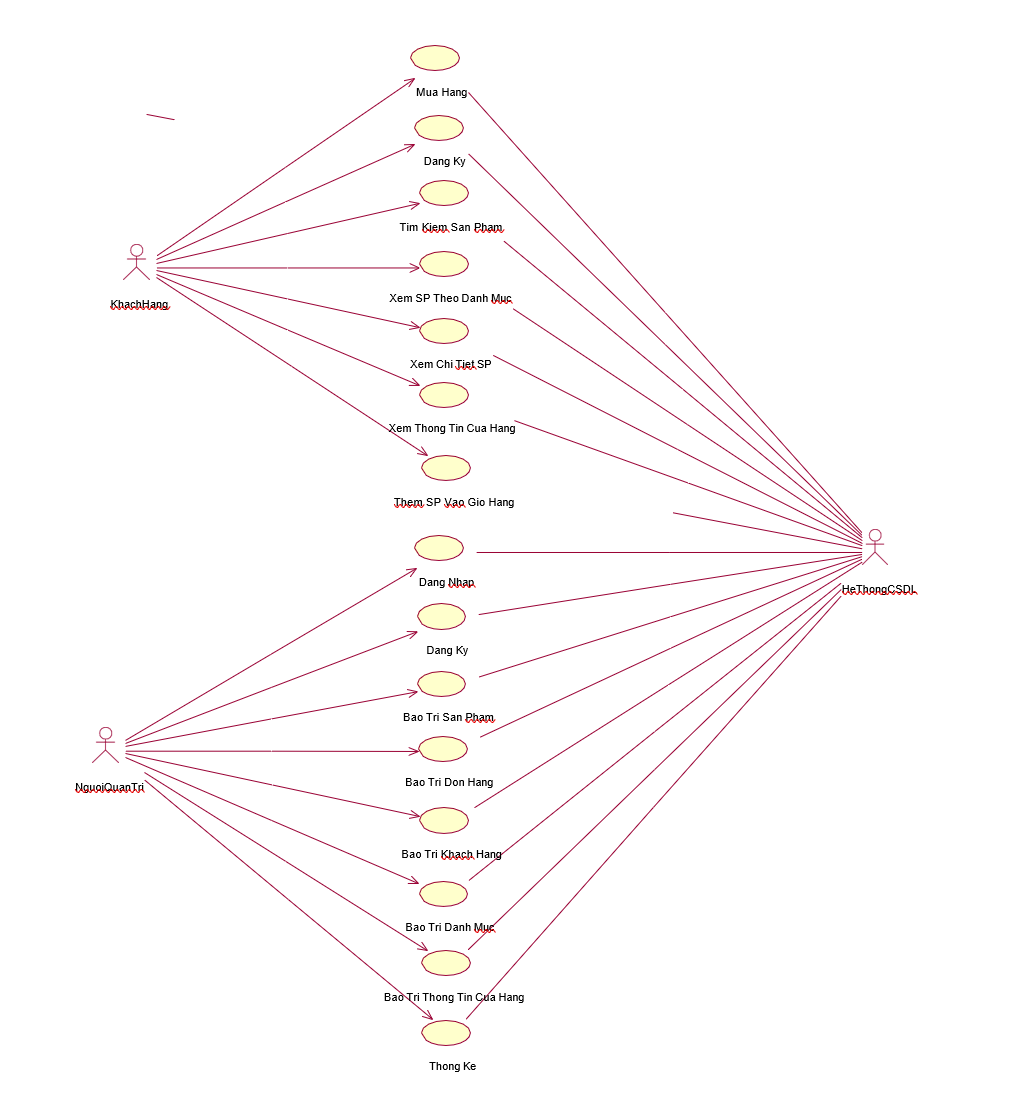 Mua Hang
Dang Ky
Tim Kiem San Pham
KhachHang
Xem SP Theo Danh Muc
Xem Chi Tiet SP
Xem Thong Tin Cua Hang
Them SP Vao Gio Hang
Dang Nhap
HeThongCSDL
Dang Ky
Bao Tri San Pham
Bao Tri Don Hang
NguoiQuanTri
Bao Tri Khach Hang
Bao Tri Danh Muc
Bao Tri Thong Tin Cua Hang
Thong Ke